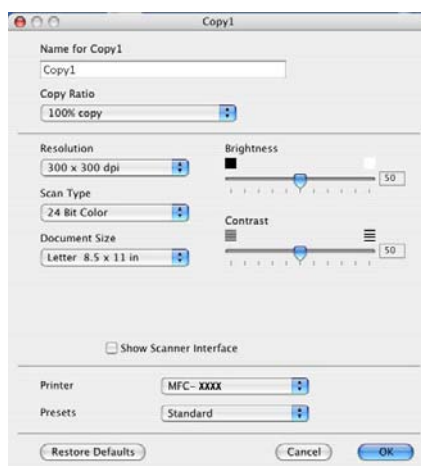 Copy1
Name for Copy1
Copy1
Copy Ratio
100% copy
Resolution
300 x 300 dpi
Scan Type
24 Bit Color
Document Size
Letter 8.5 x 11 in
Brightness
50
Contrast
50
Show Scanner Interface
Printer
MFC- XXXX
Presets
Standard
Restore Defaults
Cancel
OK